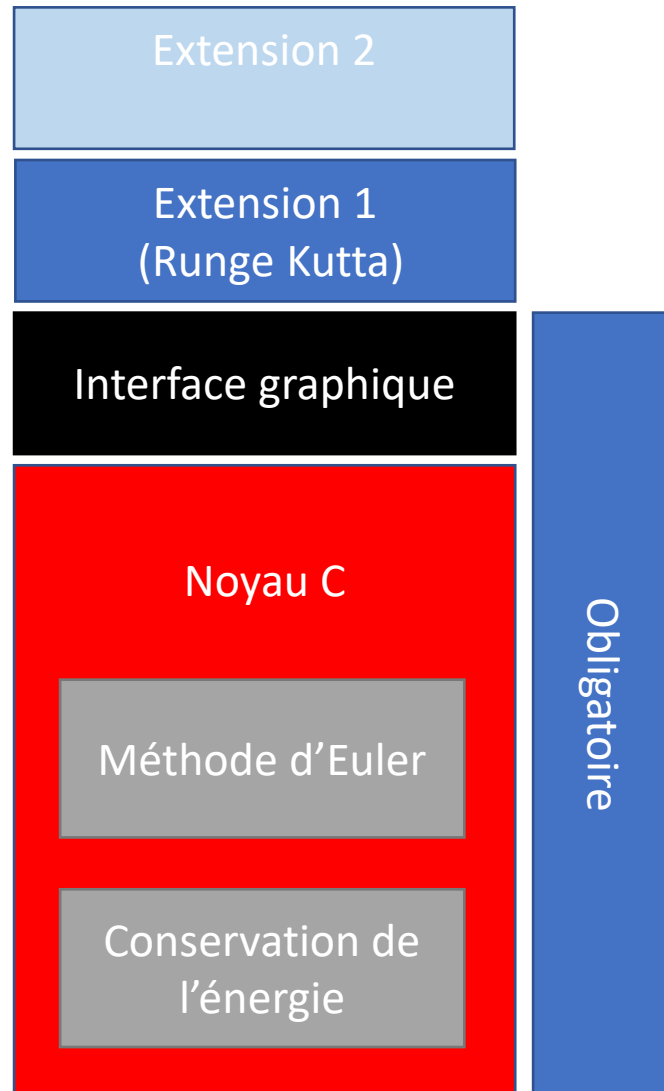 Extension 2
Extension 1
(Runge Kutta)
Interface graphique
Noyau C
Méthode d’Euler
Conservation de
l’énergie
Obligatoire